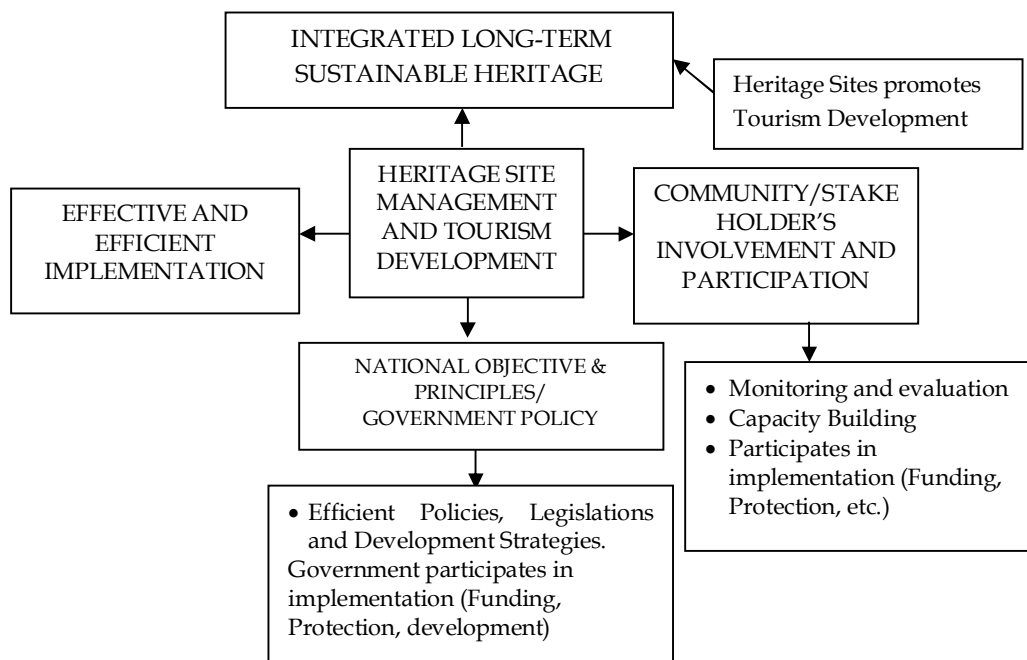 INTEGRATED LONG-TERM
SUSTAINABLE HERITAGE
Heritage Sites promotes
Tourism Development
HERITAGE SITE
MANAGEMENT
AND TOURISM
DEVELOPMENT
EFFECTIVE AND
EFFICIENT
IMPLEMENTATION
COMMUNITY/STAKE
HOLDER'S
INVOLVEMENT AND
PARTICIPATION
NATIONAL OBJECTIVE &
PRINCIPLES/
GOVERNMENT POLICY
• Monitoring and evaluation
• Capacity Building
• Participates in
implementation (Funding,
Protection, etc.)
• Efficient Policies, Legislations
and Development Strategies.
Government participates in
implementation (Funding,
Protection, development)